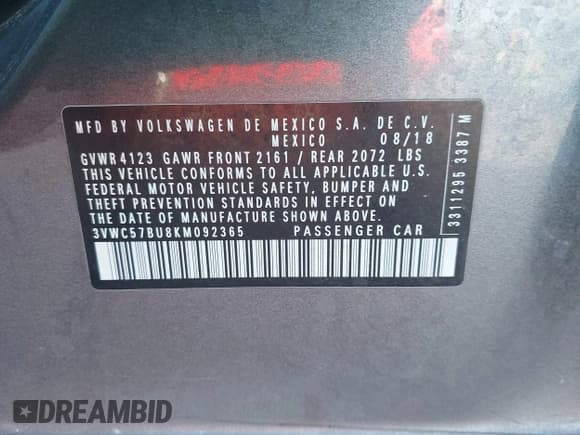 MFD BY VOLKSWAGEN DE MEXICO S.A. DE C.V.
MEXICO 08/18
GVWR 4123 GAWR FRONT 2161 / REAR 2072 LBS
THIS VEHICLE CONFORMS TO ALL APPLICABLE U.S.
FEDERAL MOTOR VEHICLE SAFETY, BUMPER AND
THEFT PREVENTION STANDARDS IN EFFECT ON
THE DATE OF MANUFACTURE SHOWN ABOVE
3VWC57BU8KM092365 PASSENGER CAR
3311295 3387 M
DREAMBID